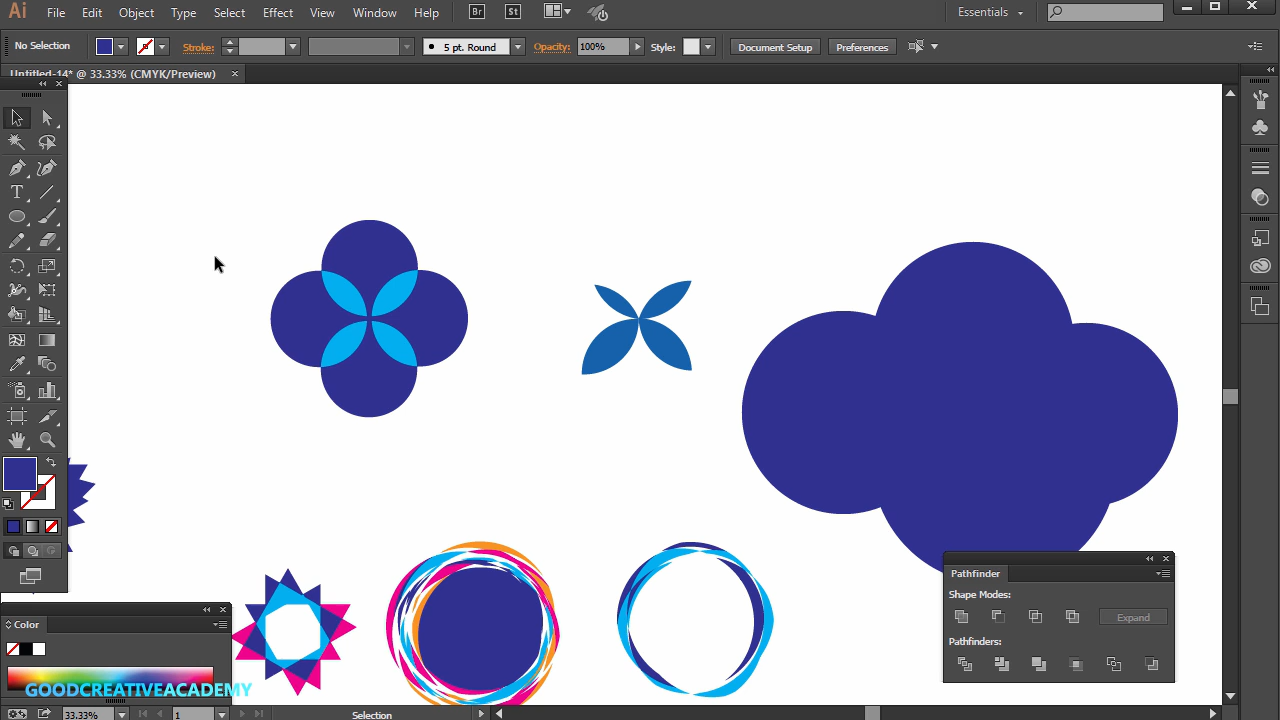 Ai File Edit Object Type Select Effect View Window Help Br St Essentials
No Selection Stroke: 5 pt. Round Opacity: 100% Style: Document Setup Preferences
Untitled-14* @ 33.33% (CMYK/Preview)
T
Pathfinder
Shape Modes:
Expand
Pathfinders:
Color
GOODCREATIVEACADEMY
33.33% 1 Selection